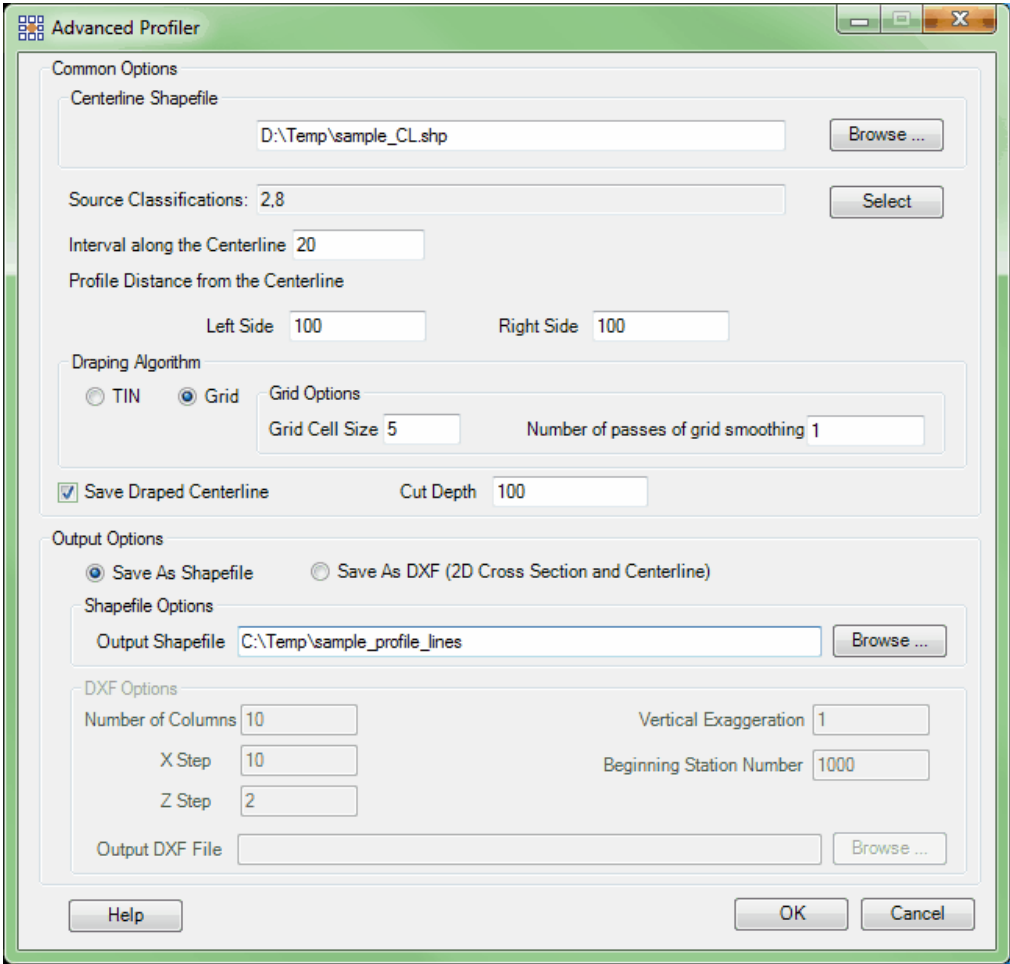 Advanced Profiler
Common Options
Centerline Shapefile
D:\Temp\sample_CL.shp Browse ...
Source Classifications: 2,8 Select
Interval along the Centerline 20
Profile Distance from the Centerline
Left Side 100 Right Side 100
Draping Algorithm
TIN Grid Grid Options
Grid Cell Size 5 Number of passes of grid smoothing 1
Save Draped Centerline Cut Depth 100
Output Options
Save As Shapefile Save As DXF (2D Cross Section and Centerline)
Shapefile Options
Output Shapefile C:\Temp\sample_profile_lines Browse ...
DXF Options
Number of Columns 10 Vertical Exaggeration 1
X Step 10 Beginning Station Number 1000
Z Step 2
Output DXF File Browse ...
Help OK Cancel